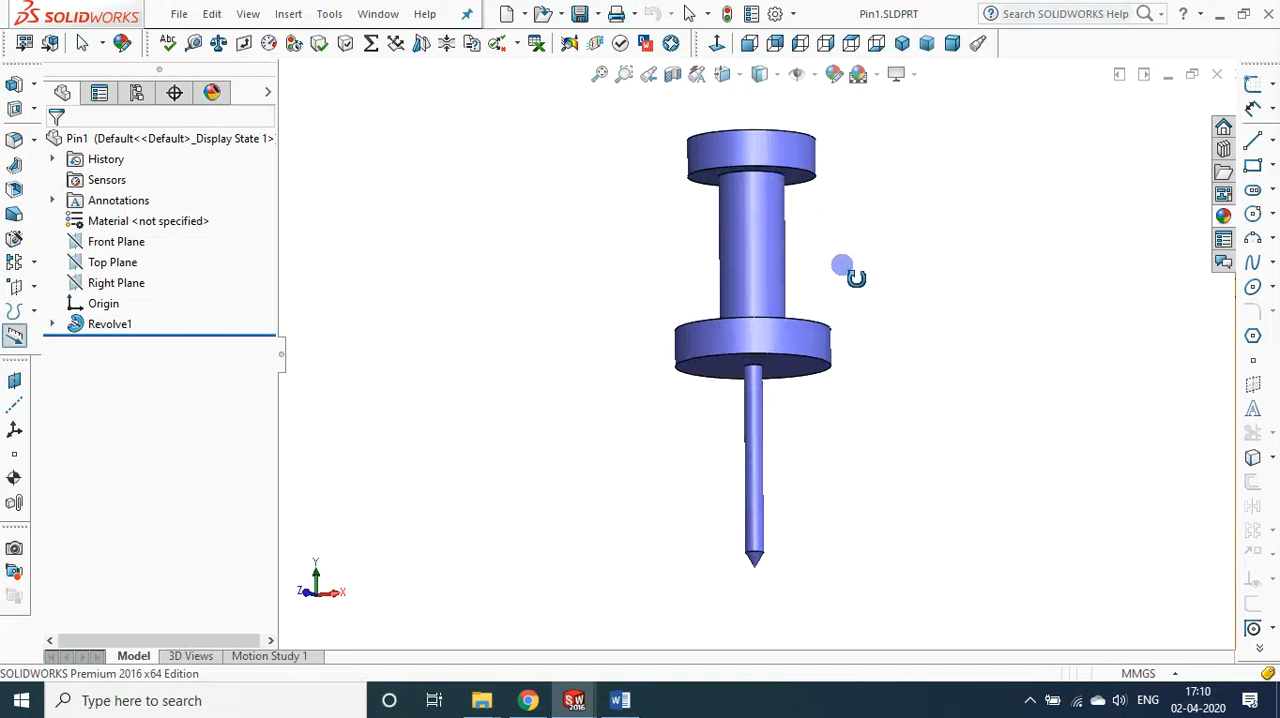 SOLIDWORKS File Edit View Insert Tools Window Help Pin1.SLDPRT Search SOLIDWORKS Help ?
Pin1 (Default<<Default>_Display State 1>
History
Sensors
Annotations
Material <not specified>
Front Plane
Top Plane
Right Plane
Origin
Revolve1
Y
Z X
Model 3D Views Motion Study 1
SOLIDWORKS Premium 2016 x64 Edition MMGS
Type here to search ENG 17:10
02-04-2020